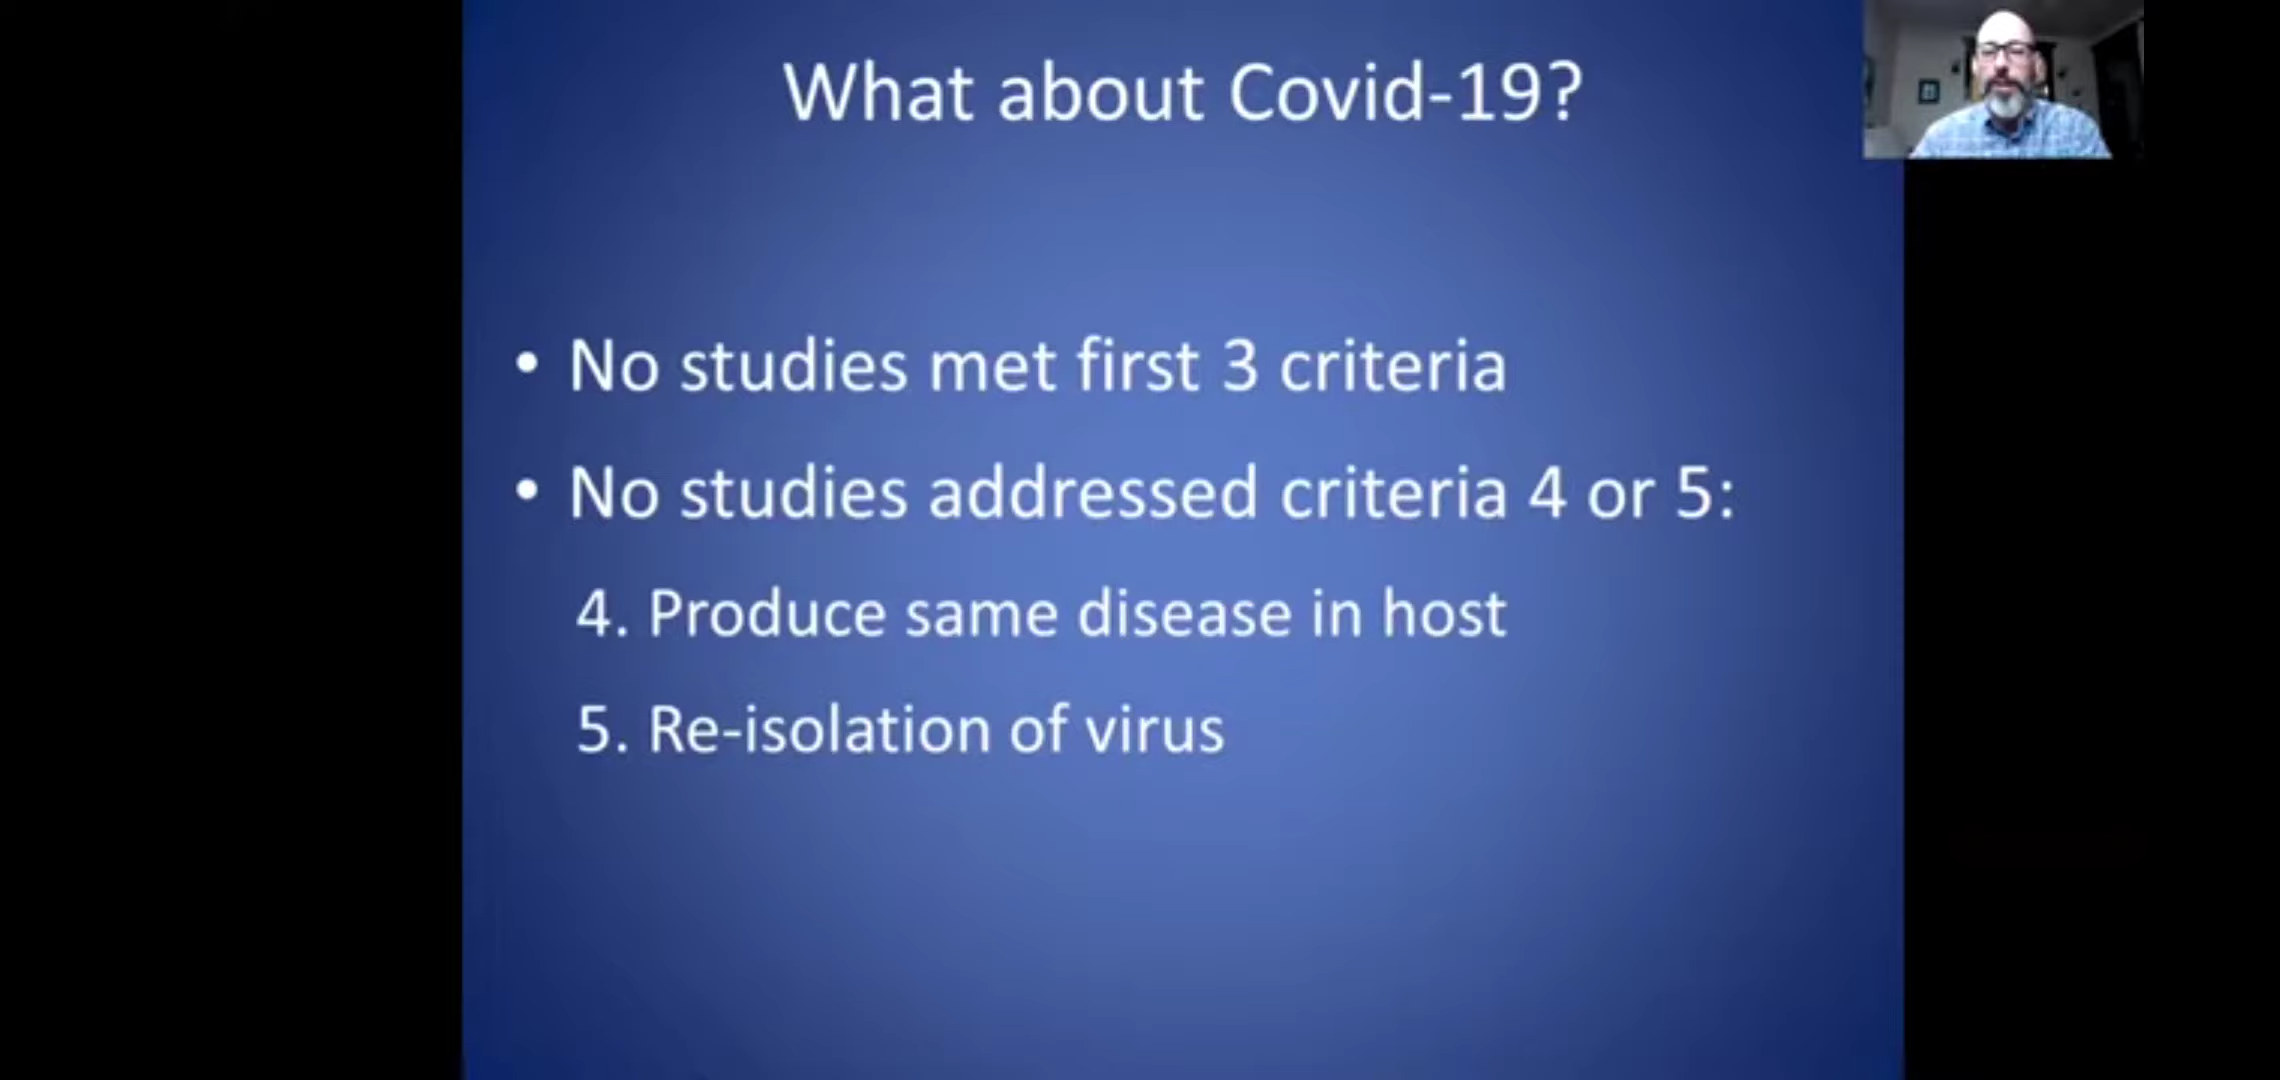 What about Covid-19?
• No studies met first 3 criteria
• No studies addressed criteria 4 or 5:
4. Produce same disease in host
5. Re-isolation of virus